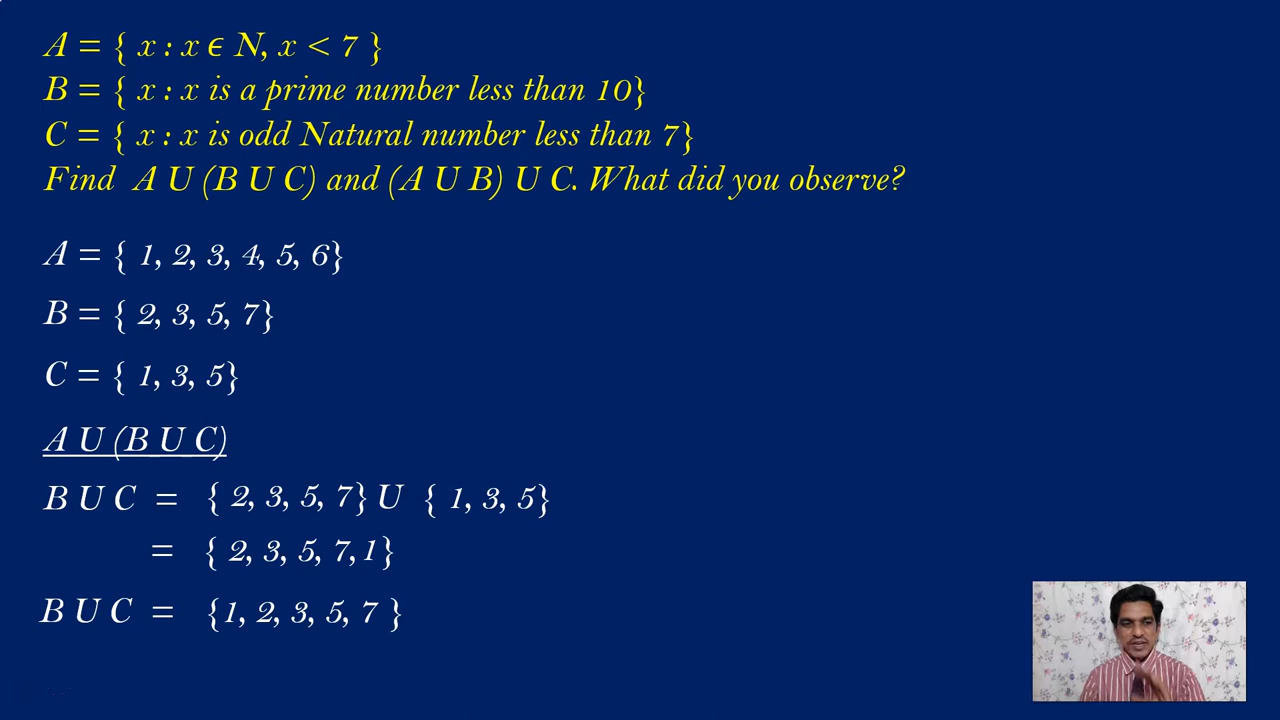 A = { x : x ϵ N, x < 7 }
B = { x : x is a prime number less than 10}
C = { x : x is odd Natural number less than 7}
Find A U (B U C) and (A U B) U C. What did you observe?
A = { 1, 2, 3, 4, 5, 6}
B = { 2, 3, 5, 7}
C = { 1, 3, 5}
A U (B U C)
B U C = { 2, 3, 5, 7} U { 1, 3, 5}
= { 2, 3, 5, 7, 1}
B U C = {1, 2, 3, 5, 7 }